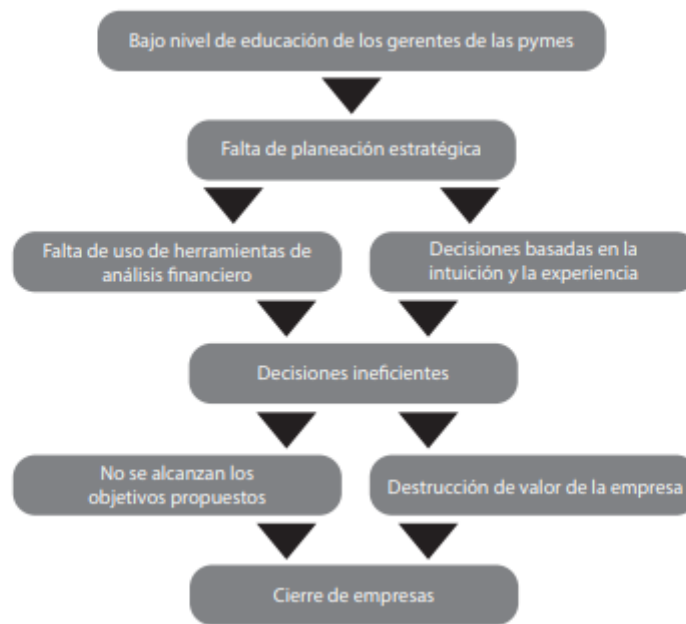 Bajo nivel de educación de los gerentes de las pymes
Falta de planeación estratégica
Falta de uso de herramientas de
análisis financiero
Decisiones basadas en la
intuición y la experiencia
Decisiones ineficientes
No se alcanzan los
objetivos propuestos
Destrucción de valor de la empresa
Cierre de empresas